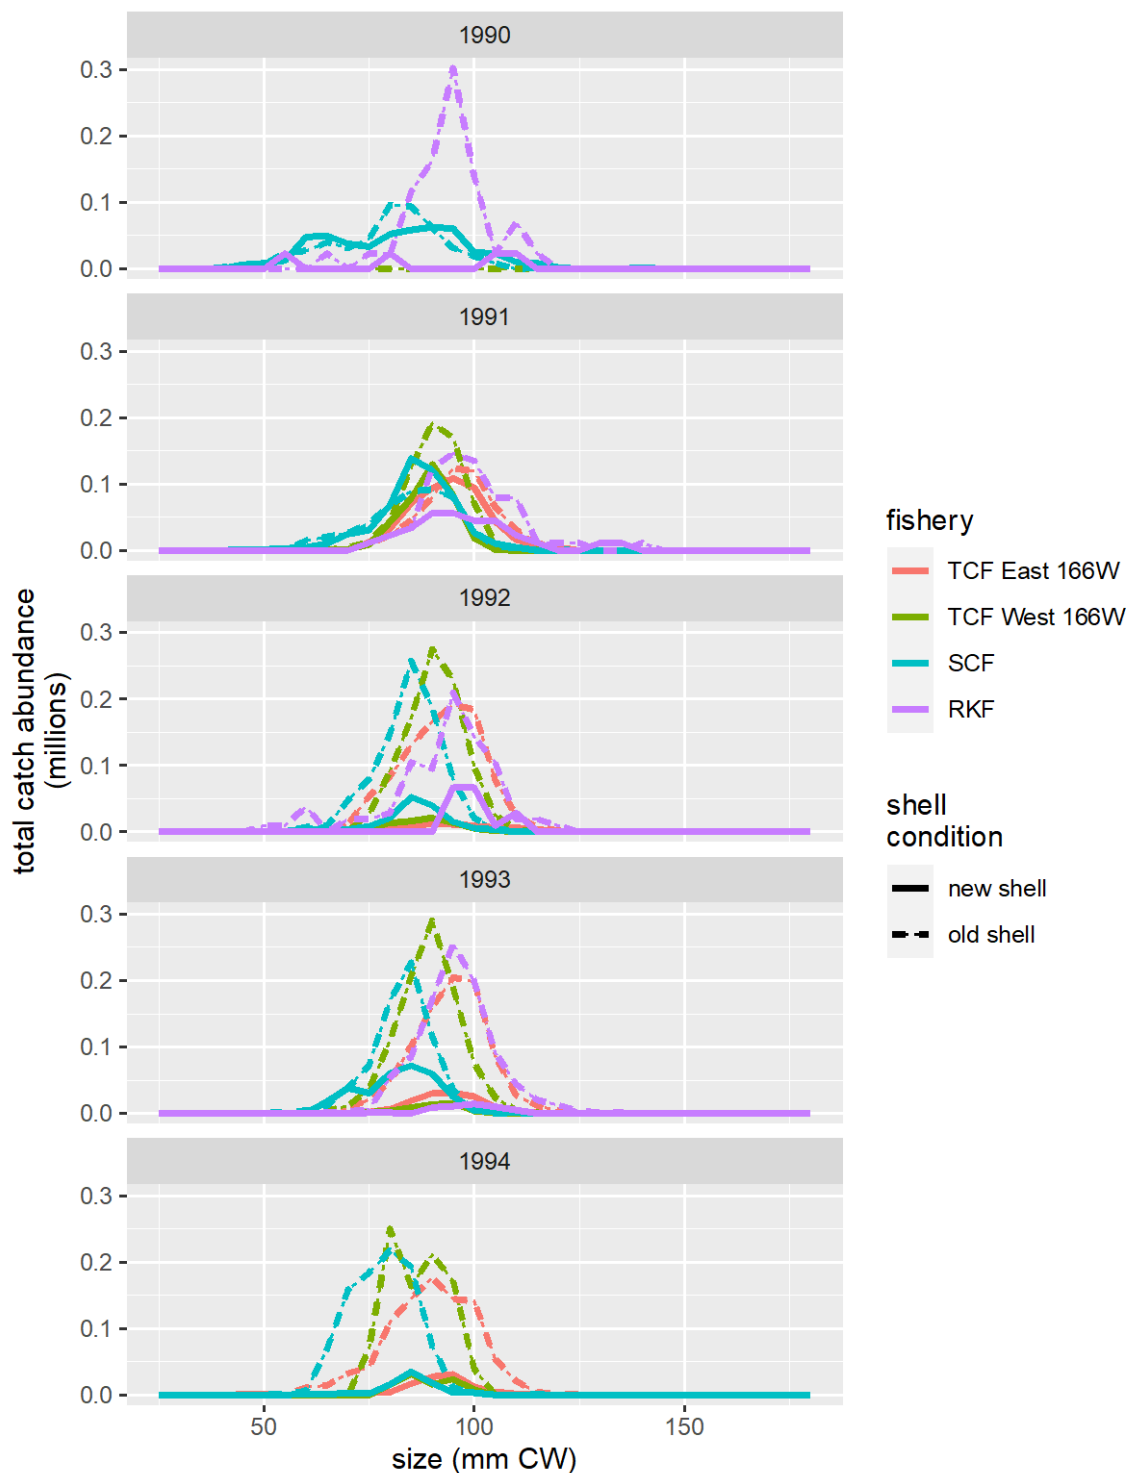 1990
0.3
0.2
0.1
0.0
1991
0.3
0.2
0.1
0.0
1992
0.3
0.2
0.1
0.0
1993
0.3
0.2
0.1
0.0
1994
0.3
0.2
0.1
0.0
50
100
150
size (mm CW)
total catch abundance
(millions)
fishery
TCF East 166W
TCF West 166W
SCF
RKF
shell
condition
new shell
old shell